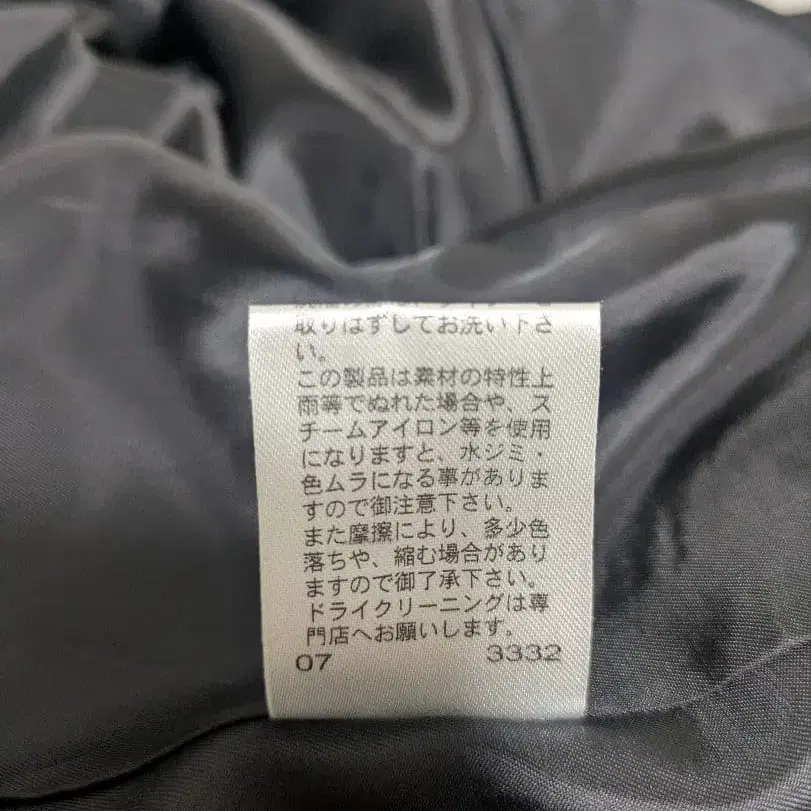 取りはずしてお洗い下さ
い。
この製品は素材の特性上
雨等でぬれた場合や、ス
チームアイロン等を使用
になりますと、水ジミ・
色ムラになる事がありま
すので御注意下さい。
また摩擦により、多少色
落ちや、縮む場合があり
ますので御了承下さい。
ドライクリーニングは専
門店へお願いします。
07 3332